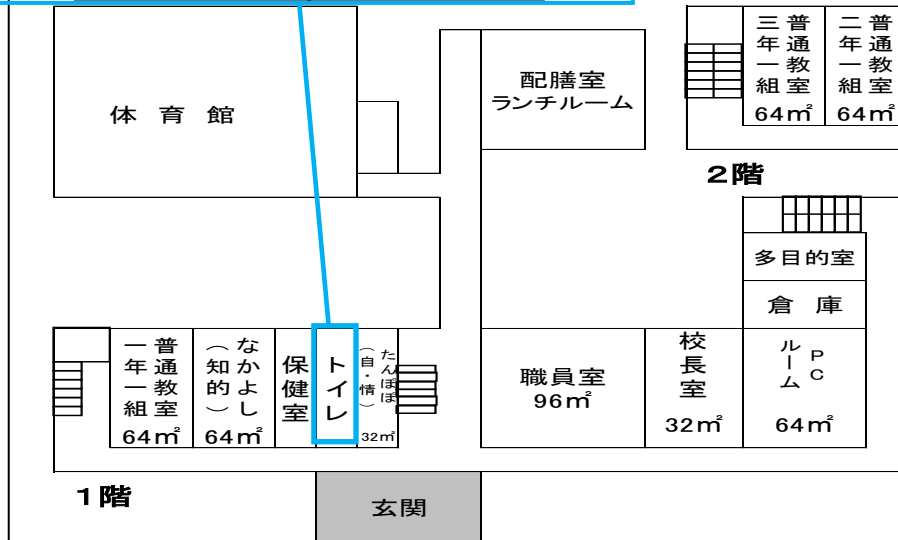 体育館
配膳室
ランチルーム
普通教室
三年一組
64㎡
普通教室
二年一組
64㎡
2階
多目的室
倉庫
普通教室
一年一組
64㎡
なかよし
（知的）
64㎡
保健室
トイレ
たんぽぽ
（自・情）
32㎡
職員室
96㎡
校長室
32㎡
PC
ルーム
64㎡
1階
玄関